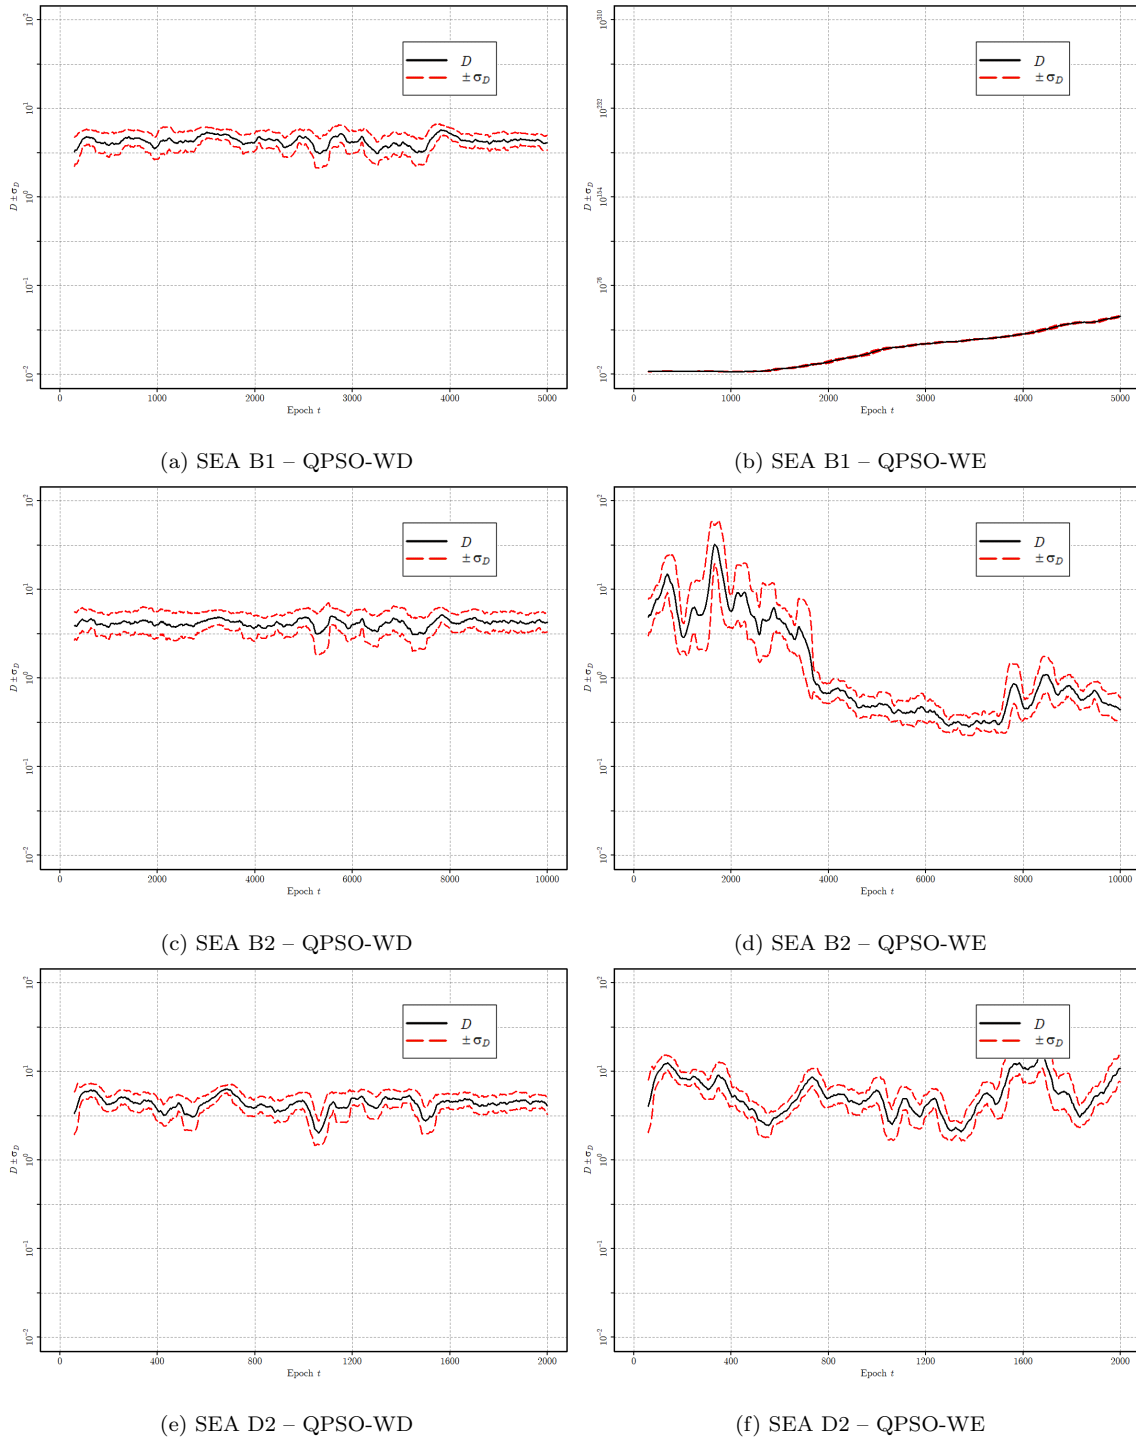 10^2
10^1
10^0
10^-1
10^-2
D ± σ_D
D
± σ_D
0 1000 2000 3000 4000 5000
Epoch t
(a) SEA B1 – QPSO-WD
10^310
10^232
10^154
10^76
10^-2
D ± σ_D
D
± σ_D
0 1000 2000 3000 4000 5000
Epoch t
(b) SEA B1 – QPSO-WE
10^2
10^1
10^0
10^-1
10^-2
D ± σ_D
D
± σ_D
0 2000 4000 6000 8000 10000
Epoch t
(c) SEA B2 – QPSO-WD
10^2
10^1
10^0
10^-1
10^-2
D ± σ_D
D
± σ_D
0 2000 4000 6000 8000 10000
Epoch t
(d) SEA B2 – QPSO-WE
10^2
10^1
10^0
10^-1
10^-2
D ± σ_D
D
± σ_D
0 400 800 1200 1600 2000
Epoch t
(e) SEA D2 – QPSO-WD
10^2
10^1
10^0
10^-1
10^-2
D ± σ_D
D
± σ_D
0 400 800 1200 1600 2000
Epoch t
(f) SEA D2 – QPSO-WE